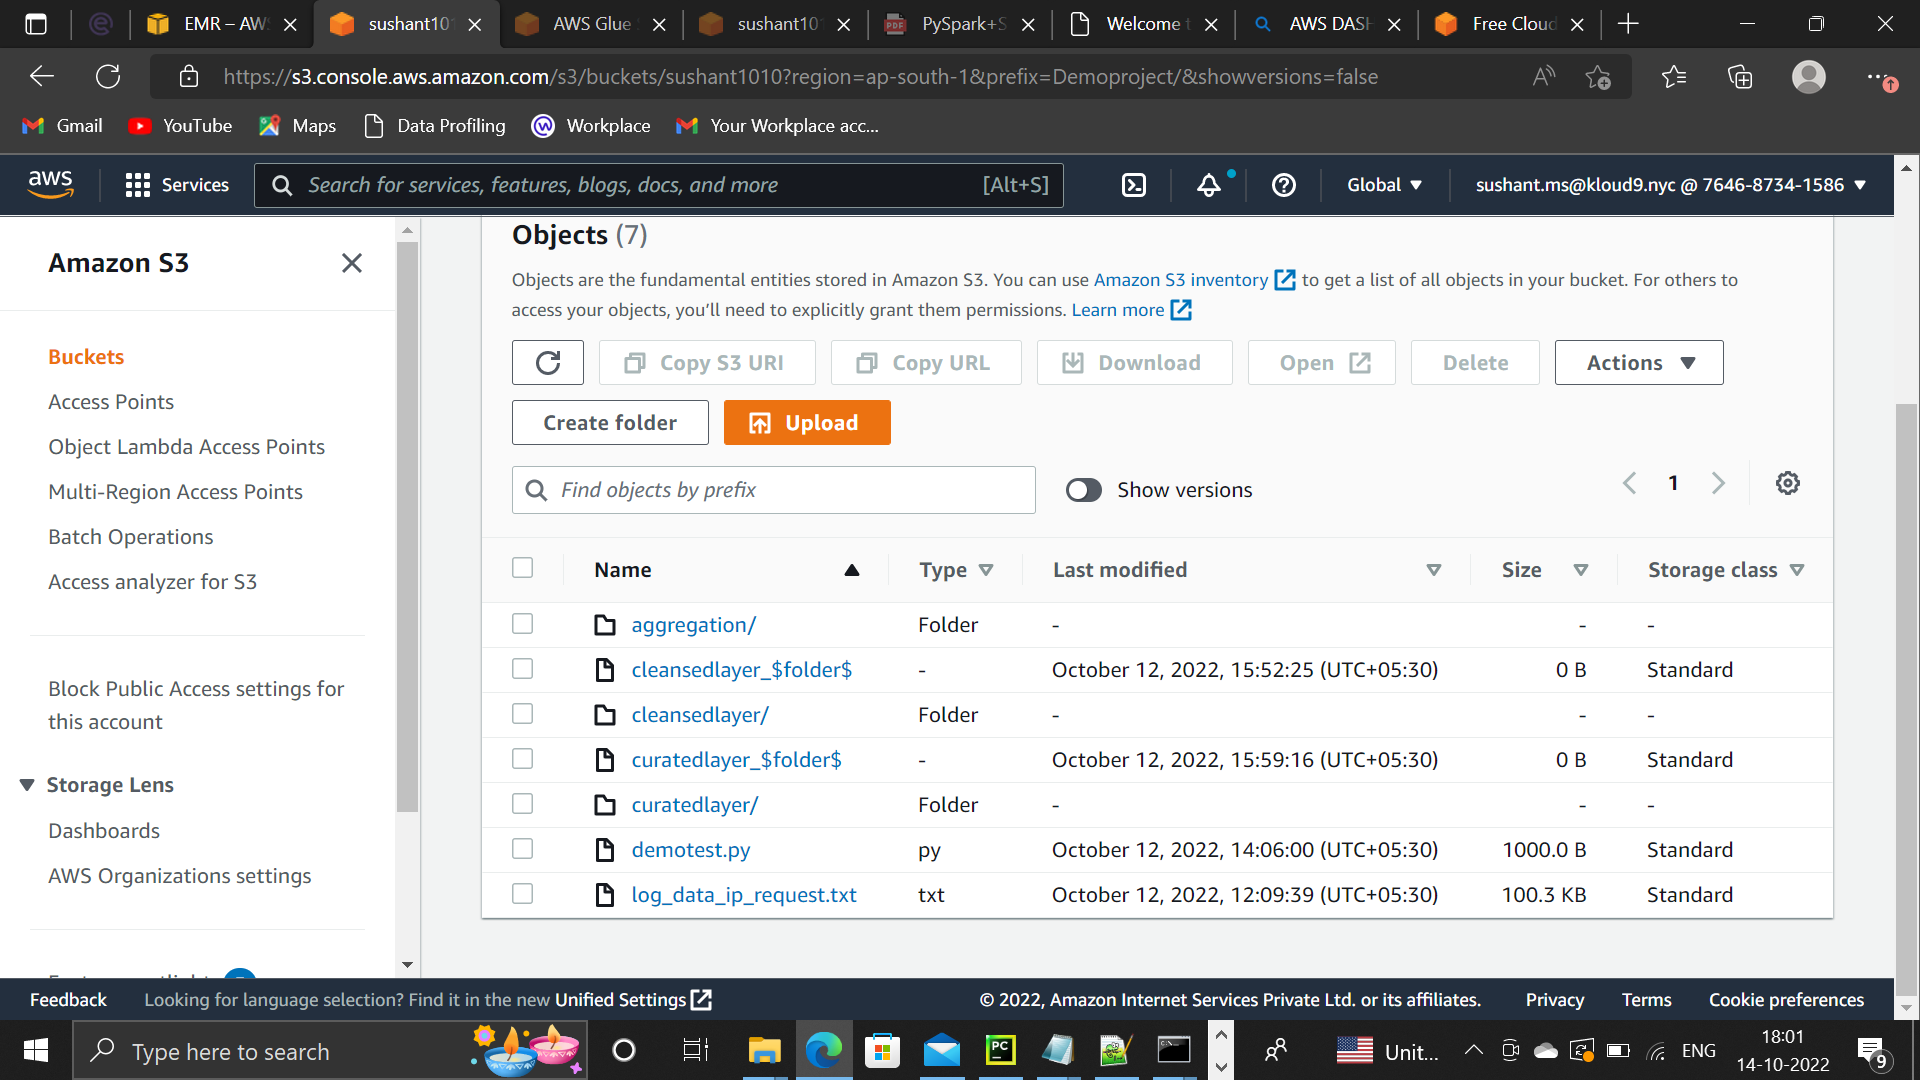 EMR – AW
sushant101
AWS Glue
sushant101
PySpark+S
Welcome t
AWS DASH
Free Cloud
https://s3.console.aws.amazon.com/s3/buckets/sushant1010?region=ap-south-1&prefix=Demoproject/&showversions=false
Gmail YouTube Maps Data Profiling Workplace Your Workplace acc...
aws Services Search for services, features, blogs, docs, and more [Alt+S] Global ▼ sushant.ms@kloud9.nyc @ 7646-8734-1586 ▼
Amazon S3
Buckets
Access Points
Object Lambda Access Points
Multi-Region Access Points
Batch Operations
Access analyzer for S3
Block Public Access settings for
this account
Storage Lens
Dashboards
AWS Organizations settings
Objects (7)
Objects are the fundamental entities stored in Amazon S3. You can use Amazon S3 inventory to get a list of all objects in your bucket. For others to
access your objects, you’ll need to explicitly grant them permissions. Learn more
Copy S3 URI Copy URL Download Open Delete Actions ▼
Create folder Upload
Find objects by prefix Show versions 1
Name Type Last modified Size Storage class
aggregation/ Folder - - -
cleansedlayer_$folder$ - October 12, 2022, 15:52:25 (UTC+05:30) 0 B Standard
cleansedlayer/ Folder - - -
curatedlayer_$folder$ - October 12, 2022, 15:59:16 (UTC+05:30) 0 B Standard
curatedlayer/ Folder - - -
demotest.py py October 12, 2022, 14:06:00 (UTC+05:30) 1000.0 B Standard
log_data_ip_request.txt txt October 12, 2022, 12:09:39 (UTC+05:30) 100.3 KB Standard
Feedback Looking for language selection? Find it in the new Unified Settings © 2022, Amazon Internet Services Private Ltd. or its affiliates. Privacy Terms Cookie preferences
Type here to search Unit... ENG 18:01
14-10-2022 9